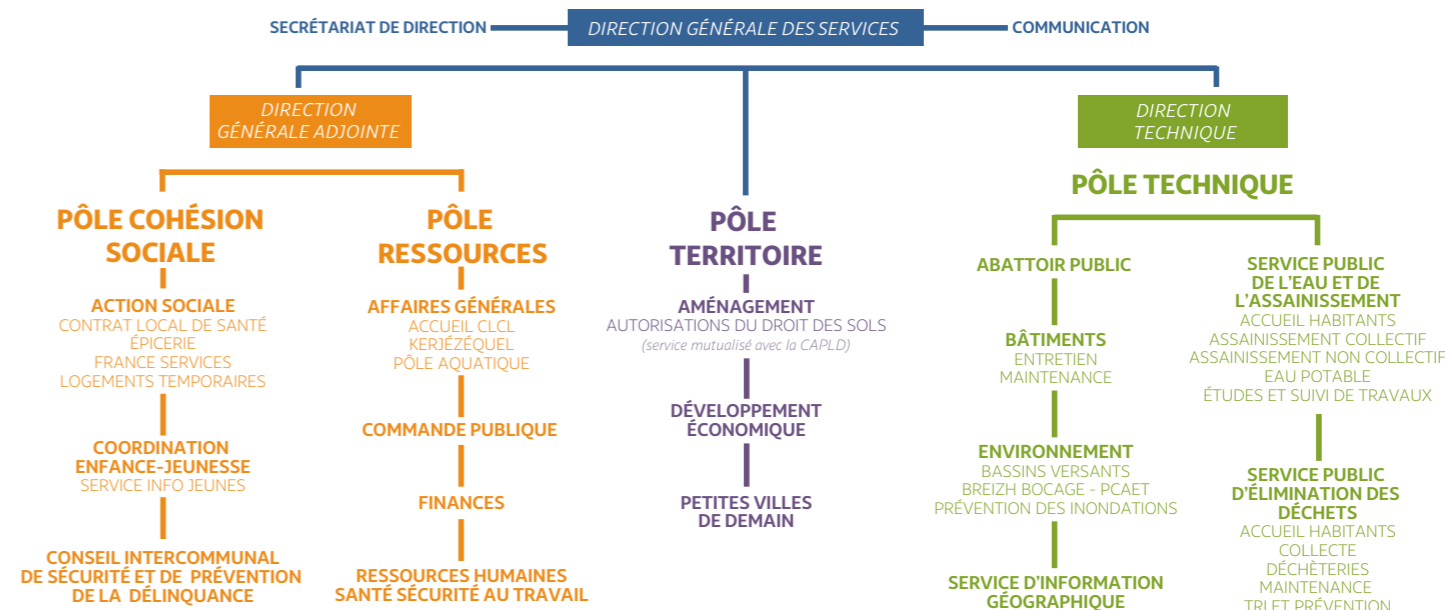 SECRÉTARIAT DE DIRECTION
DIRECTION GÉNÉRALE DES SERVICES
COMMUNICATION
DIRECTION
GÉNÉRALE ADJOINTE
DIRECTION
TECHNIQUE
PÔLE COHÉSION
SOCIALE
ACTION SOCIALE
CONTRAT LOCAL DE SANTÉ
ÉPICERIE
FRANCE SERVICES
LOGEMENTS TEMPORAIRES
COORDINATION
ENFANCE-JEUNESSE
SERVICE INFO JEUNES
CONSEIL INTERCOMMUNAL
DE SÉCURITÉ ET DE PRÉVENTION
DE LA DÉLINQUANCE
PÔLE
RESSOURCES
AFFAIRES GÉNÉRALES
ACCUEIL CLCL
KERJÉZÉQUEL
PÔLE AQUATIQUE
COMMANDE PUBLIQUE
FINANCES
RESSOURCES HUMAINES
SANTÉ SÉCURITÉ AU TRAVAIL
PÔLE
TERRITOIRE
AMÉNAGEMENT
AUTORISATIONS DU DROIT DES SOLS
(service mutualisé avec la CAPLD)
DÉVELOPPEMENT
ÉCONOMIQUE
PETITES VILLES
DE DEMAIN
PÔLE TECHNIQUE
ABATTOIR PUBLIC
BÂTIMENTS
ENTRETIEN
MAINTENANCE
ENVIRONNEMENT
BASSINS VERSANTS
BREIZH BOCAGE - PCAET
PRÉVENTION DES INONDATIONS
SERVICE D'INFORMATION
GÉOGRAPHIQUE
SERVICE PUBLIC
DE L'EAU ET DE
L'ASSAINISSEMENT
ACCUEIL HABITANTS
ASSAINISSEMENT COLLECTIF
ASSAINISSEMENT NON COLLECTIF
EAU POTABLE
ÉTUDES ET SUIVI DE TRAVAUX
SERVICE PUBLIC
D'ÉLIMINATION DES
DÉCHETS
ACCUEIL HABITANTS
COLLECTE
DÉCHÈTERIES
MAINTENANCE
TRI ET PRÉVENTION